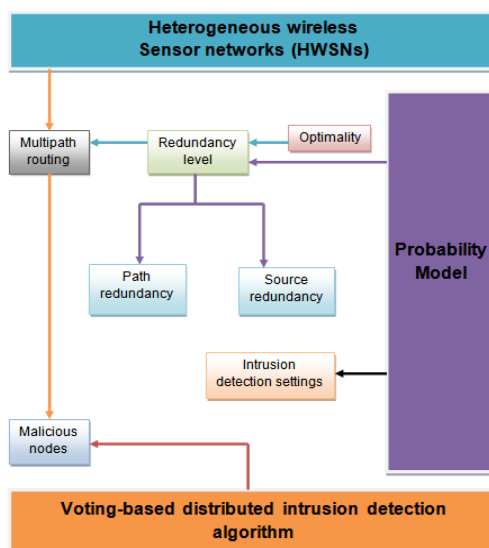 Heterogeneous wireless
Sensor networks (HWSNs)
Multipath
routing
Redundancy
level
Optimality
Probability
Model
Path
redundancy
Source
redundancy
Intrusion
detection settings
Malicious
nodes
Voting-based distributed intrusion detection
algorithm